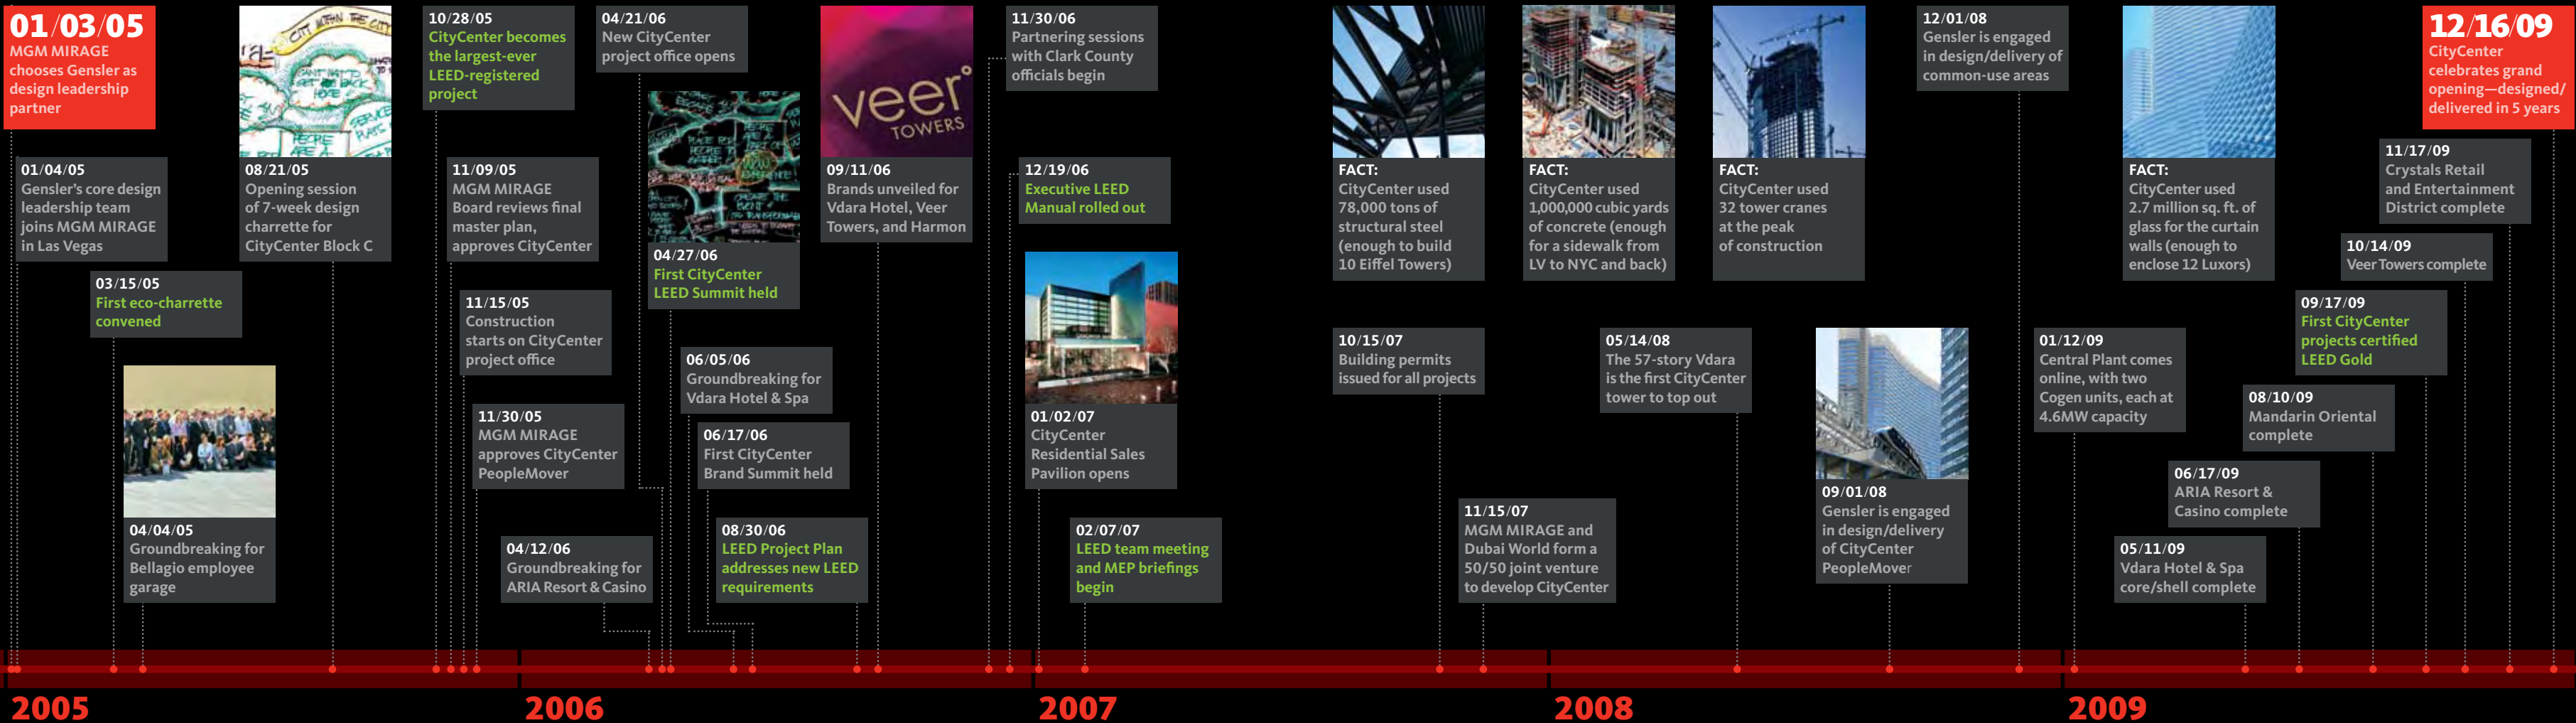 01/03/05
MGM MIRAGE
chooses Gensler as
design leadership
partner
01/04/05
Gensler's core design
leadership team
joins MGM MIRAGE
in Las Vegas
03/15/05
First eco-charrette
convened
04/04/05
Groundbreaking for
Bellagio employee
garage
08/21/05
Opening session
of 7-week design
charrette for
CityCenter Block C
10/28/05
CityCenter becomes
the largest-ever
LEED-registered
project
11/09/05
MGM MIRAGE
Board reviews final
master plan,
approves CityCenter
11/15/05
Construction
starts on CityCenter
project office
11/30/05
MGM MIRAGE
approves CityCenter
PeopleMover
04/12/06
Groundbreaking for
ARIA Resort & Casino
04/21/06
New CityCenter
project office opens
04/27/06
First CityCenter
LEED Summit held
06/05/06
Groundbreaking for
Vdara Hotel & Spa
06/17/06
First CityCenter
Brand Summit held
08/30/06
LEED Project Plan
addresses new LEED
requirements
veer
TOWERS
09/11/06
Brands unveiled for
Vdara Hotel, Veer
Towers, and Harmon
11/30/06
Partnering sessions
with Clark County
officials begin
12/19/06
Executive LEED
Manual rolled out
01/02/07
CityCenter
Residential Sales
Pavilion opens
02/07/07
LEED team meeting
and MEP briefings
begin
FACT:
CityCenter used
78,000 tons of
structural steel
(enough to build
10 Eiffel Towers)
10/15/07
Building permits
issued for all projects
11/15/07
MGM MIRAGE and
Dubai World form a
50/50 joint venture
to develop CityCenter
FACT:
CityCenter used
1,000,000 cubic yards
of concrete (enough
for a sidewalk from
LV to NYC and back)
05/14/08
The 57-story Vdara
is the first CityCenter
tower to top out
FACT:
CityCenter used
32 tower cranes
at the peak
of construction
09/01/08
Gensler is engaged
in design/delivery
of CityCenter
PeopleMover
12/01/08
Gensler is engaged
in design/delivery of
common-use areas
01/12/09
Central Plant comes
online, with two
Cogen units, each at
4.6MW capacity
FACT:
CityCenter used
2.7 million sq. ft. of
glass for the curtain
walls (enough to
enclose 12 Luxors)
05/11/09
Vdara Hotel & Spa
core/shell complete
06/17/09
ARIA Resort &
Casino complete
08/10/09
Mandarin Oriental
complete
09/17/09
First CityCenter
projects certified
LEED Gold
10/14/09
Veer Towers complete
11/17/09
Crystals Retail
and Entertainment
District complete
12/16/09
CityCenter
celebrates grand
opening—designed/
delivered in 5 years
2005
2006
2007
2008
2009